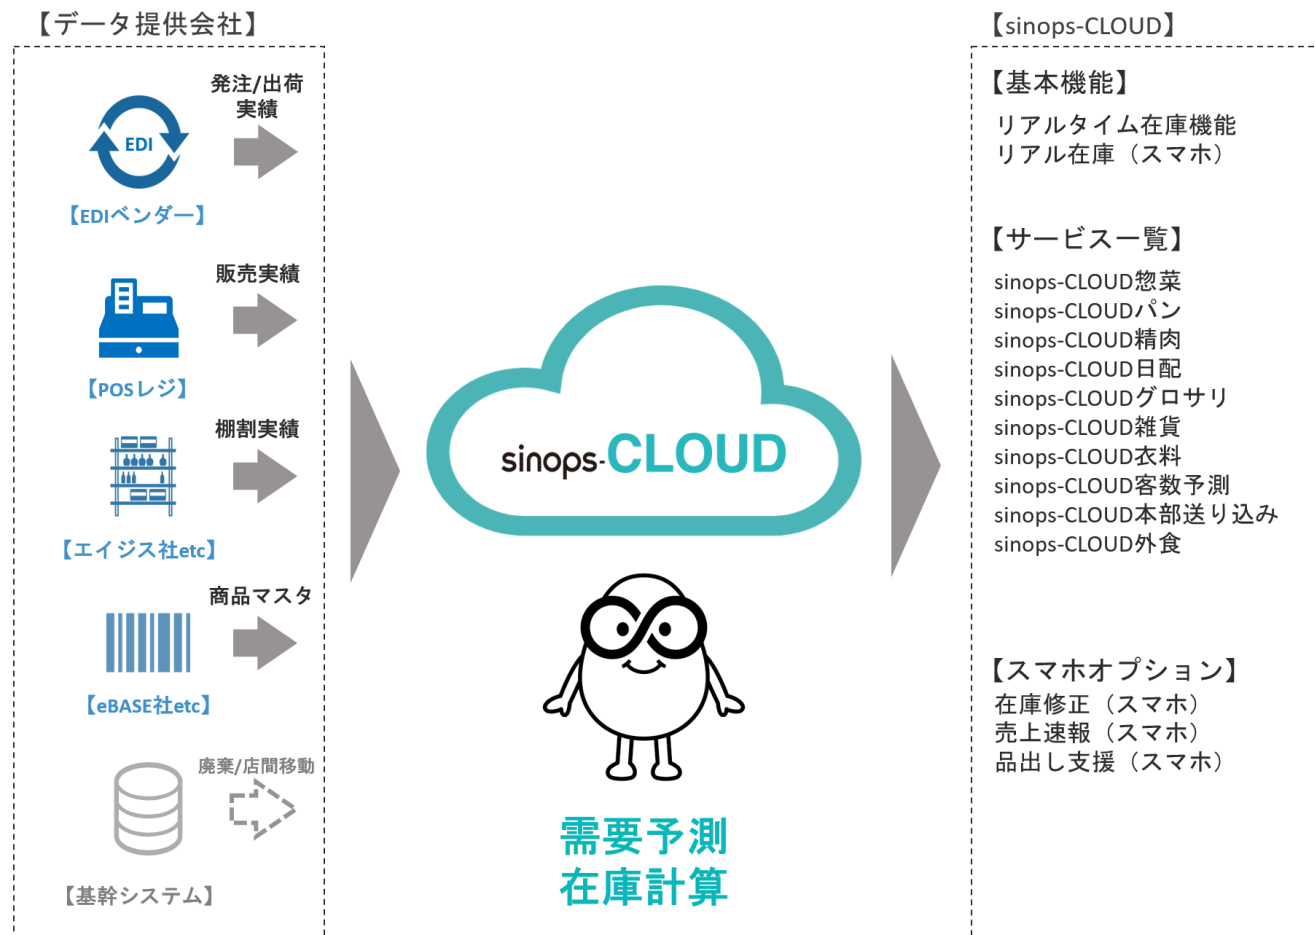 【データ提供会社】
発注/出荷
実績
EDI
【EDIベンダー】
販売実績
【POSレジ】
棚割実績
【エイジス社etc】
商品マスタ
【eBASE社etc】
廃棄/店間移動
【基幹システム】
sinops-CLOUD
需要予測
在庫計算
【sinops-CLOUD】
【基本機能】
リアルタイム在庫機能
リアル在庫（スマホ）
【サービス一覧】
sinops-CLOUD惣菜
sinops-CLOUDパン
sinops-CLOUD精肉
sinops-CLOUD日配
sinops-CLOUDグロサリ
sinops-CLOUD雑貨
sinops-CLOUD衣料
sinops-CLOUD客数予測
sinops-CLOUD本部送り込み
sinops-CLOUD外食
【スマホオプション】
在庫修正（スマホ）
売上速報（スマホ）
品出し支援（スマホ）